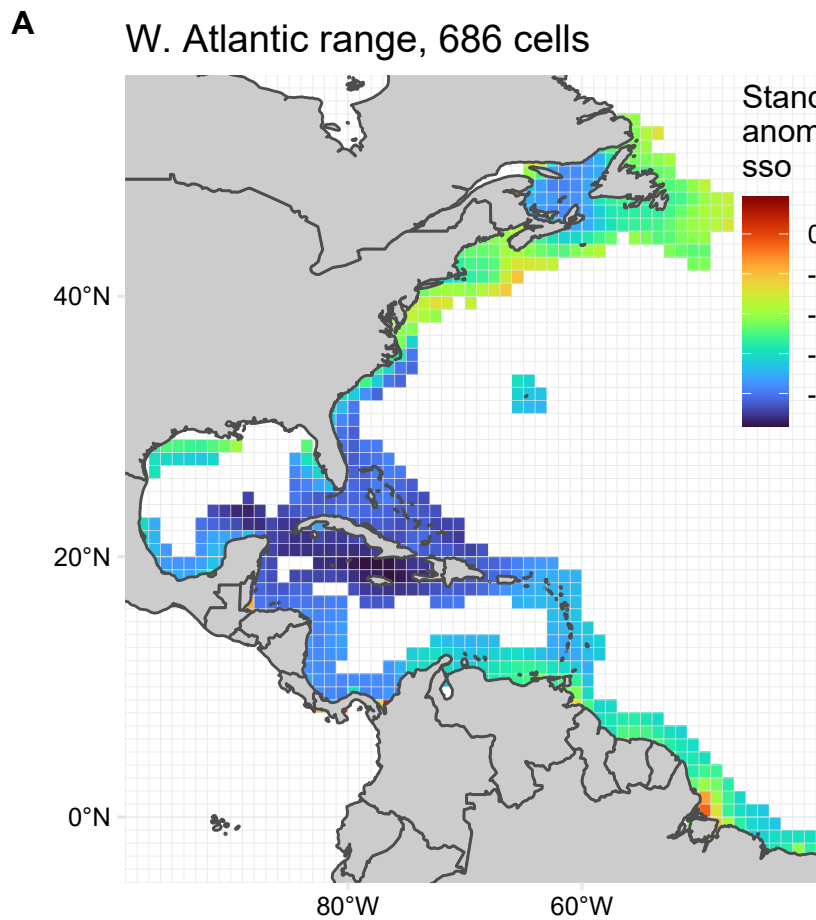 A
W. Atlantic range, 686 cells
Stand
anom
sso
0
-
-
-
-
40°N
20°N
0°N
80°W
60°W